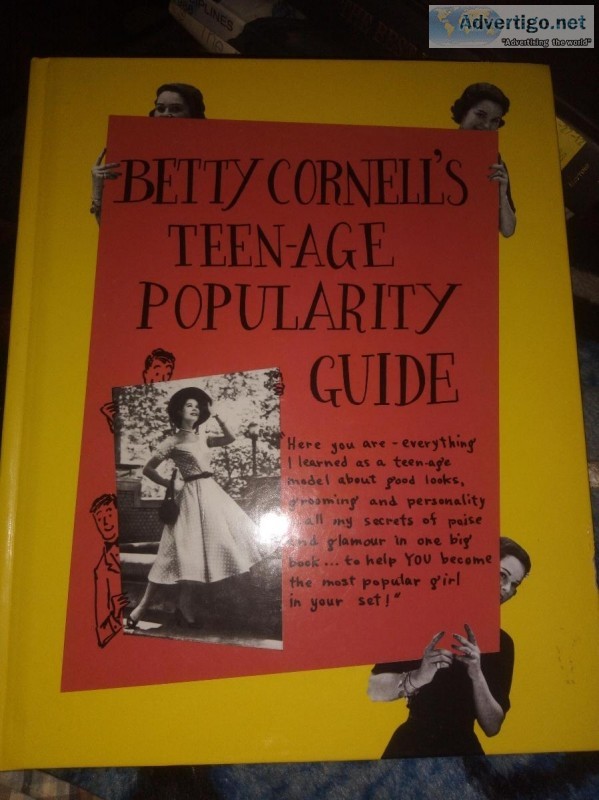 Advertigo.net
"Advertising the world"
BETTY CORNELL'S
TEEN-AGE
POPULARITY
GUIDE
Here you are - everything
I learned as a teen-age
model about good looks,
grooming and personality
all my secrets of poise
and glamour in one big
book... to help YOU become
the most popular girl
in your set!"